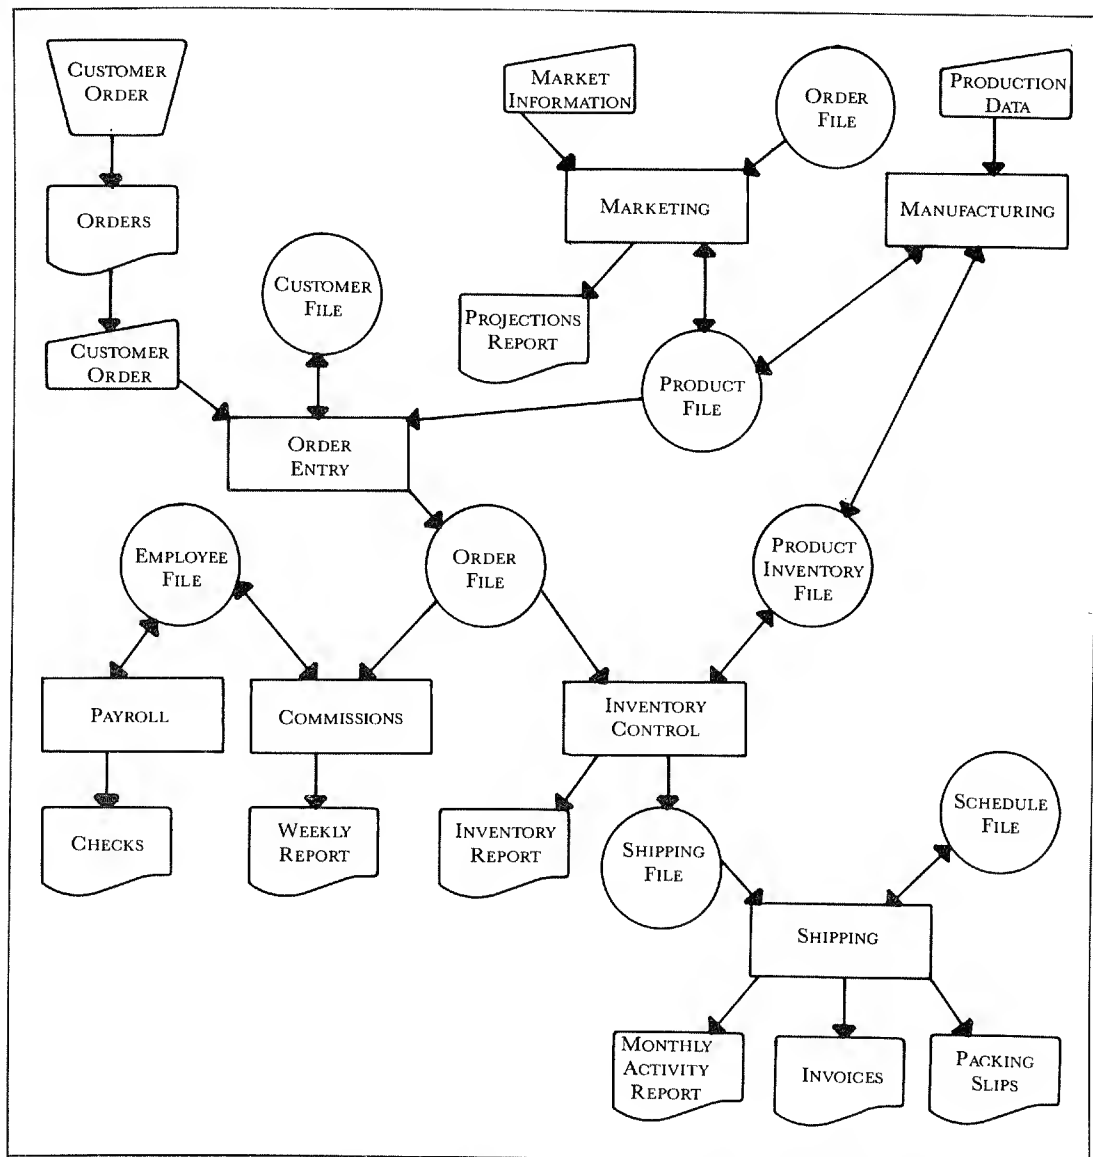 CUSTOMER
ORDER
MARKET
INFORMATION
ORDER
FILE
PRODUCTION
DATA
ORDERS
MARKETING
MANUFACTURING
CUSTOMER
FILE
PROJECTIONS
REPORT
CUSTOMER
ORDER
PRODUCT
FILE
ORDER
ENTRY
EMPLOYEE
FILE
ORDER
FILE
PRODUCT
INVENTORY
FILE
PAYROLL
COMMISSIONS
INVENTORY
CONTROL
CHECKS
WEEKLY
REPORT
INVENTORY
REPORT
SHIPPING
FILE
SCHEDULE
FILE
SHIPPING
MONTHLY
ACTIVITY
REPORT
INVOICES
PACKING
SLIPS